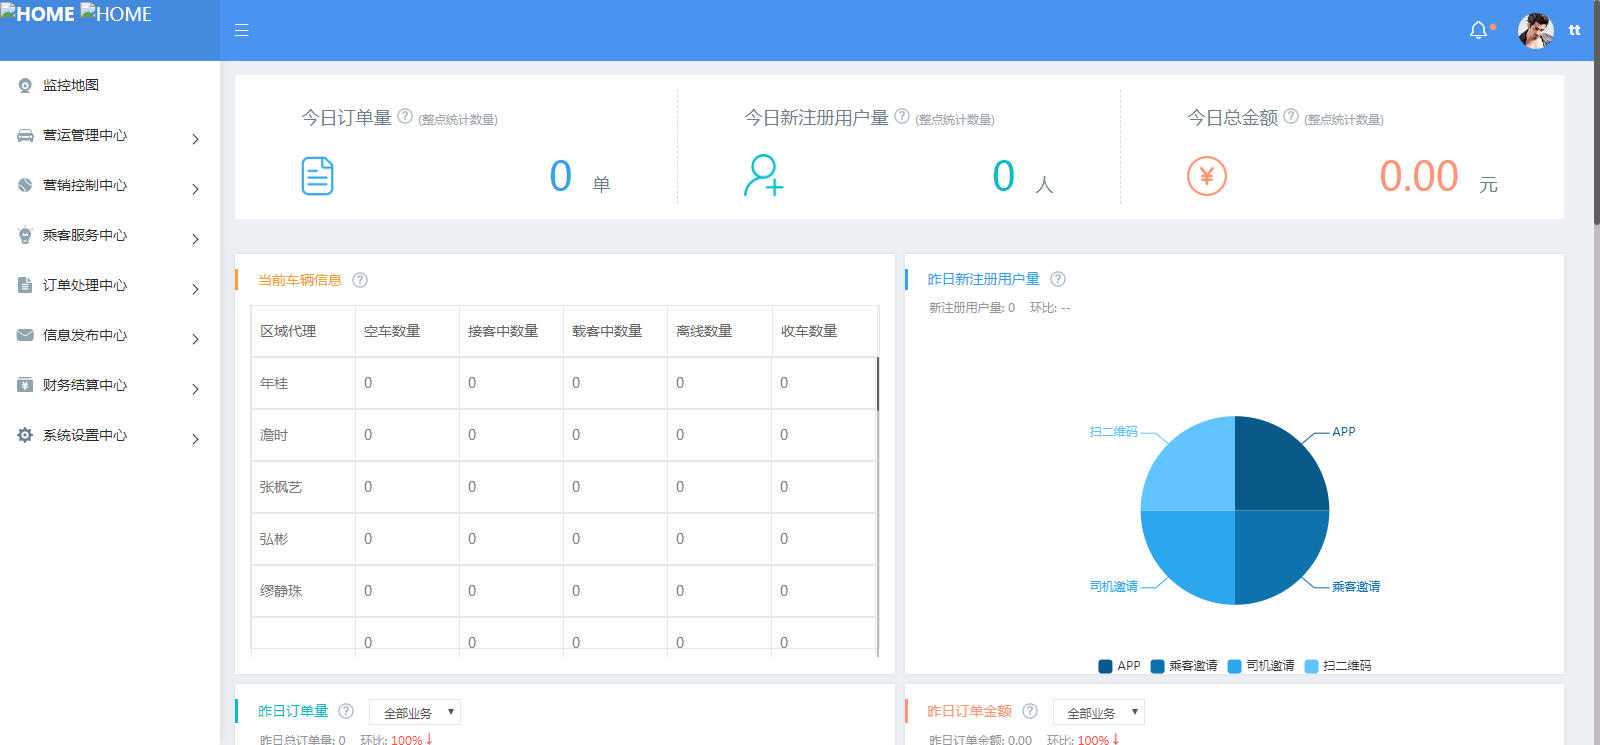 HOME HOME
tt
监控地图
营运管理中心
营销控制中心
乘客服务中心
订单处理中心
信息发布中心
财务结算中心
系统设置中心
今日订单量 ? (整点统计数量)
0 单
今日新注册用户量 ? (整点统计数量)
0 人
今日总金额 ? (整点统计数量)
¥ 0.00 元
当前车辆信息 ?
区域代理 空车数量 接客中数量 载客中数量 离线数量 收车数量
年桂 0 0 0 0 0
澹时 0 0 0 0 0
张枫艺 0 0 0 0 0
弘彬 0 0 0 0 0
缪静珠 0 0 0 0 0
0 0 0 0 0
昨日新注册用户量 ?
新注册用户量: 0 环比: --
扫二维码 APP
司机邀请 乘客邀请
APP 乘客邀请 司机邀请 扫二维码
昨日订单量 ? 全部业务
昨日总订单量: 0 环比: 100%↓
昨日订单金额 ? 全部业务
昨日订单金额: 0.00 环比: 100%↓